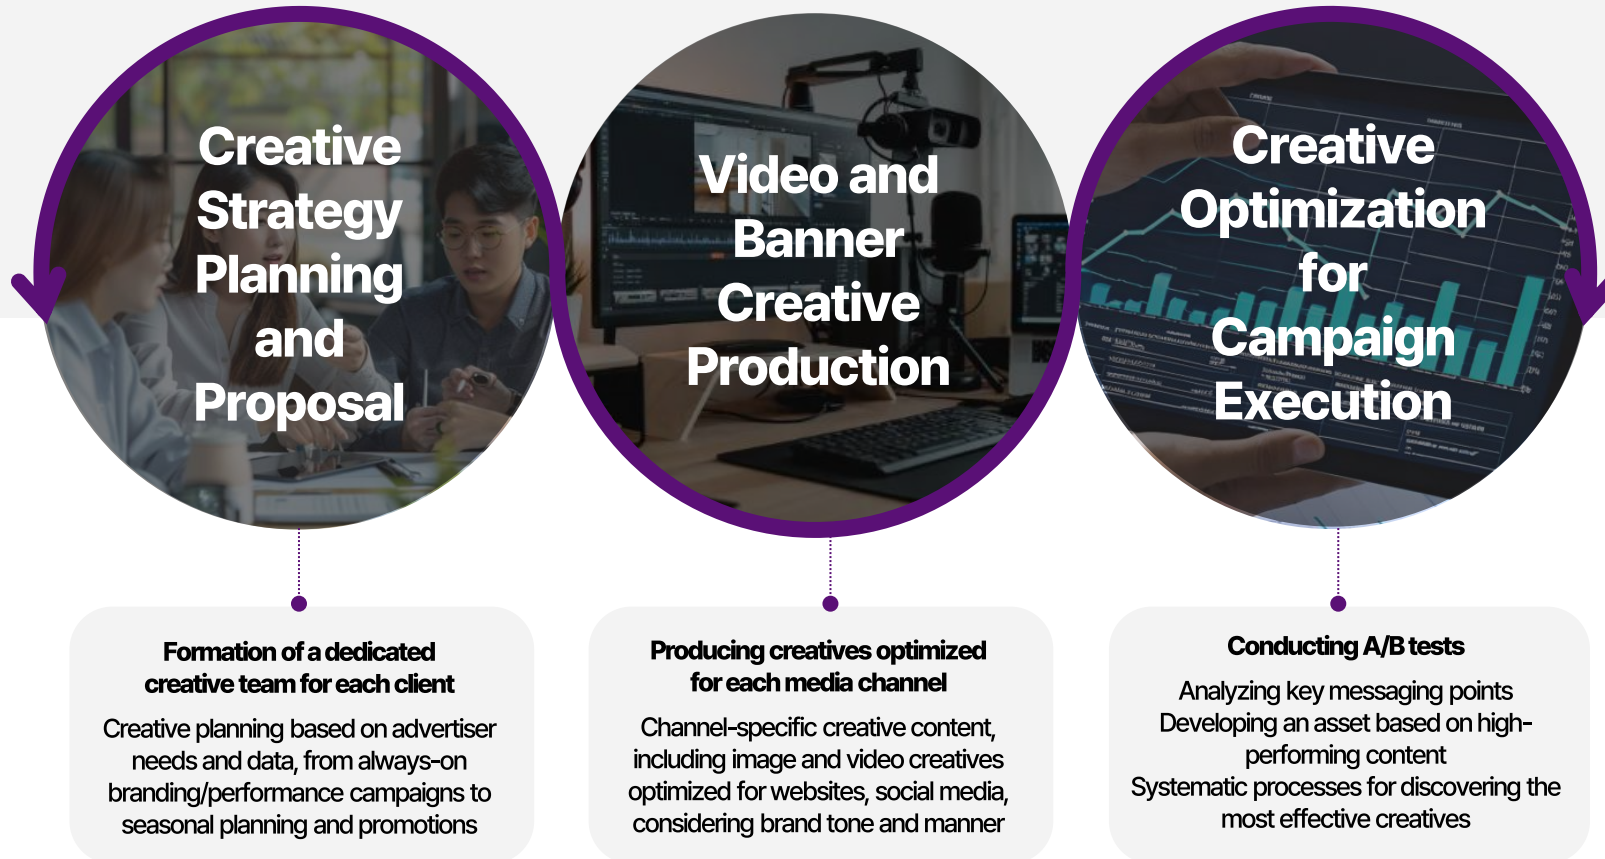 Creative
Strategy
Planning
and
Proposal
Video and
Banner
Creative
Production
Creative
Optimization
for
Campaign
Execution
Formation of a dedicated
creative team for each client
Creative planning based on advertiser
needs and data, from always-on
branding/performance campaigns to
seasonal planning and promotions
Producing creatives optimized
for each media channel
Channel-specific creative content,
including image and video creatives
optimized for websites, social media,
considering brand tone and manner
Conducting A/B tests
Analyzing key messaging points
Developing an asset based on high-
performing content
Systematic processes for discovering the
most effective creatives